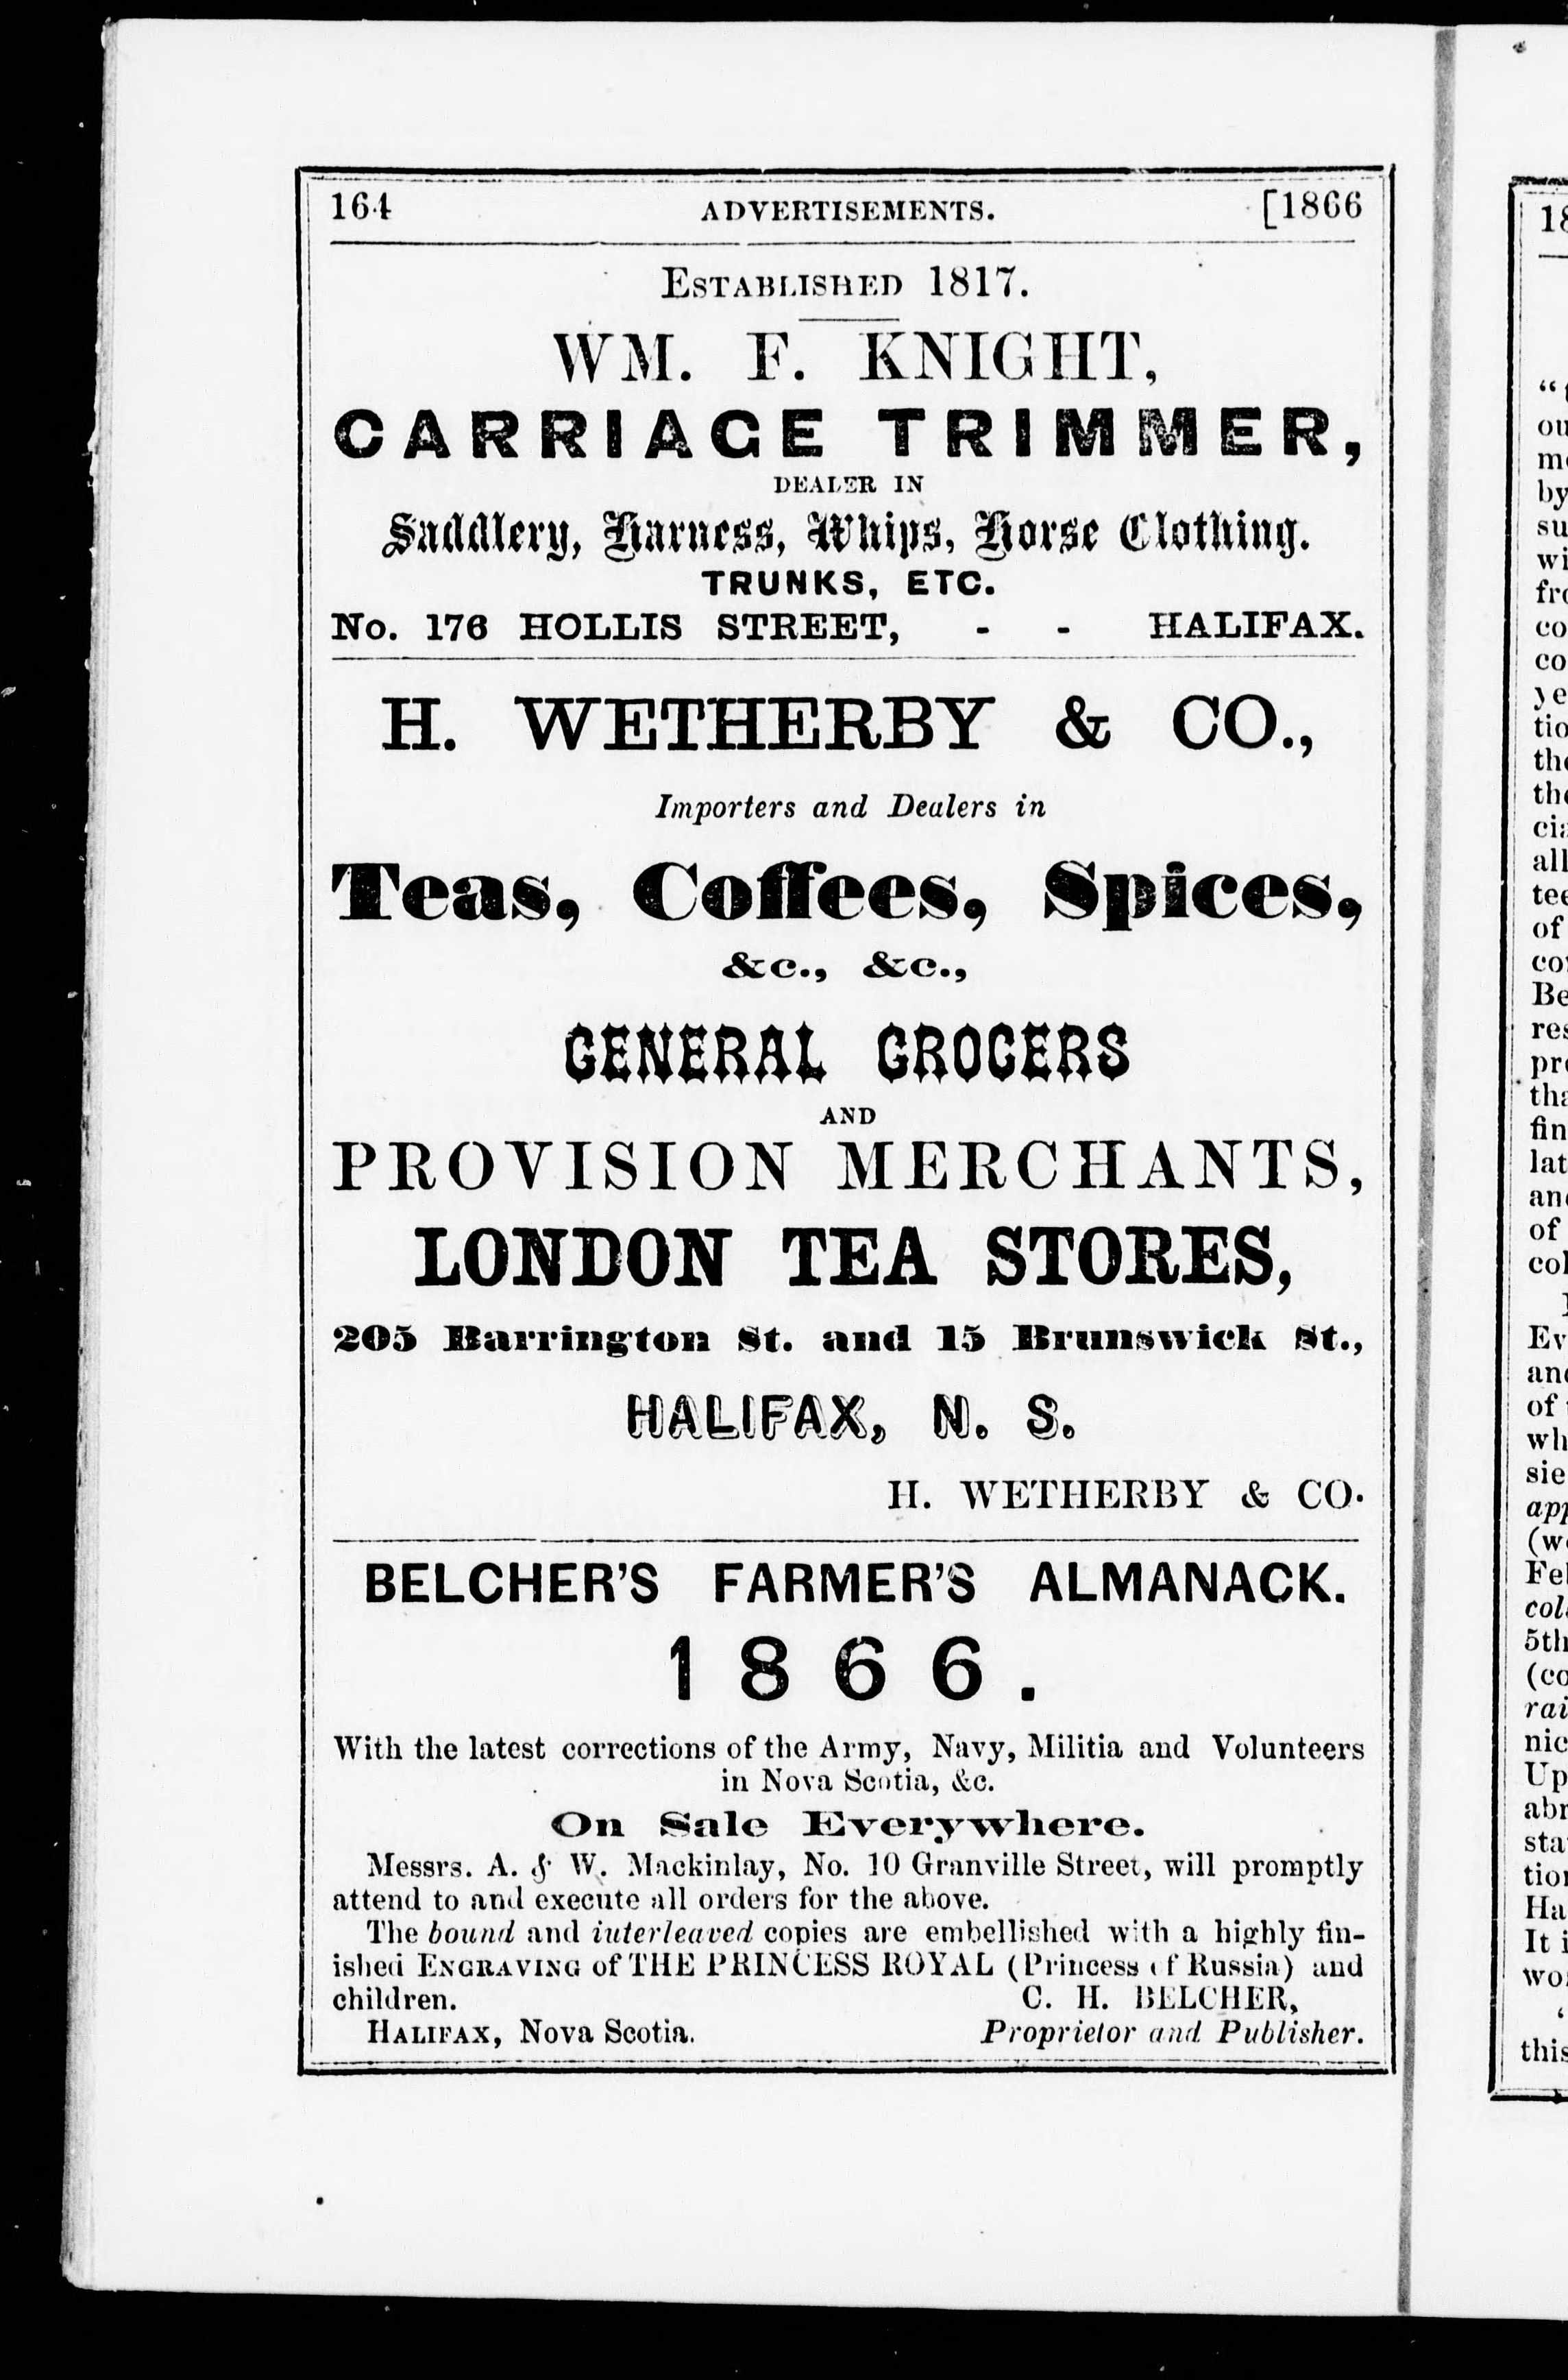 164 ADVERTISEMENTS. [1866
ESTABLISHED 1817.
WM. F. KNIGHT,
CARRIAGE TRIMMER,
DEALER IN
Saddlery, Harness, Whips, Horse Clothing.
TRUNKS, ETC.
No. 176 HOLLIS STREET, - - HALIFAX.
H. WETHERBY & CO.,
Importers and Dealers in
Teas, Coffees, Spices,
&c., &c.,
GENERAL GROCERS
AND
PROVISION MERCHANTS,
LONDON TEA STORES,
205 Barrington St. and 15 Brunswick St.,
HALIFAX, N. S.
H. WETHERBY & CO.
BELCHER'S FARMER'S ALMANACK.
1866.
With the latest corrections of the Army, Navy, Militia and Volunteers
in Nova Scotia, &c.
On Sale Everywhere.
Messrs. A. & W. Mackinlay, No. 10 Granville Street, will promptly
attend to and execute all orders for the above.
The bound and interleaved copies are embellished with a highly fin-
ished ENGRAVING of THE PRINCESS ROYAL (Princess of Russia) and
children. C. H. BELCHER,
HALIFAX, Nova Scotia. Proprietor and Publisher.